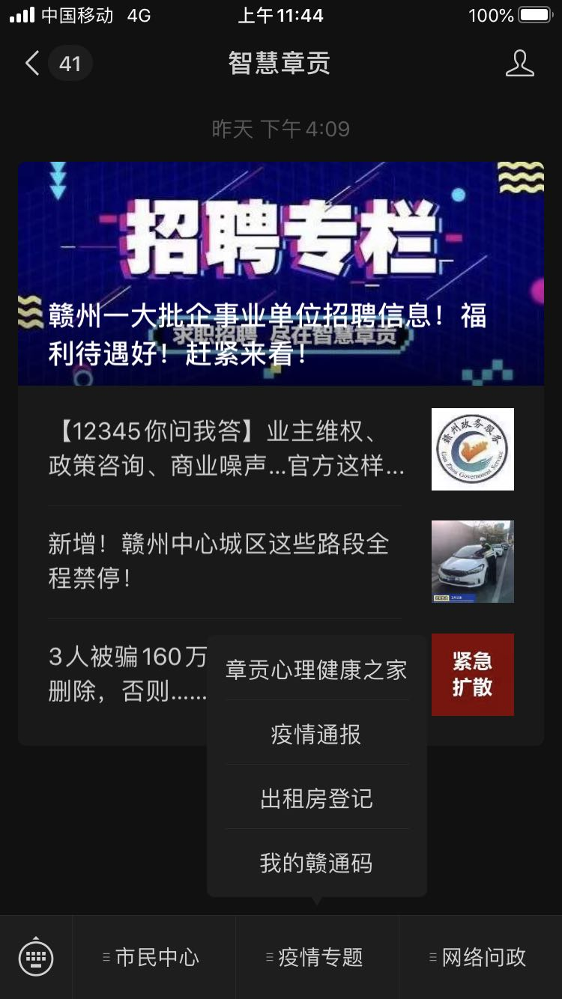 中国移动 4G 上午11:44 100%
41 智慧章贡
昨天 下午4:09
招聘专栏
求职招聘 尽在智慧章贡
赣州一大批企事业单位招聘信息！福
利待遇好！赶紧来看！
【12345你问我答】业主维权、
政策咨询、商业噪声...官方这样...
赣州政务服务
Gan Zhou Government Service
新增！赣州中心城区这些路段全
程禁停！
3人被骗160万
删除，否则......
紧急
扩散
章贡心理健康之家
疫情通报
出租房登记
我的赣通码
市民中心
疫情专题
网络问政